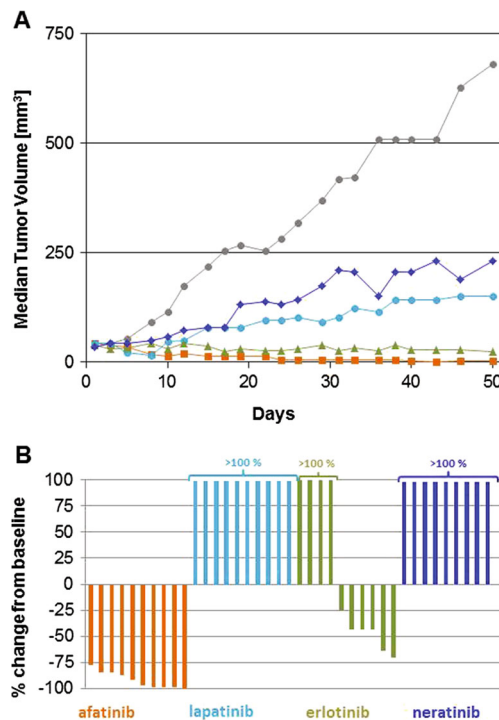 A
Median Tumor Volume [mm³]
750
500
250
0
0
10
20
30
40
50
Days
B
% change from baseline
>100 %
>100 %
>100 %
100
75
50
25
0
-25
-50
-75
-100
afatinib
lapatinib
erlotinib
neratinib